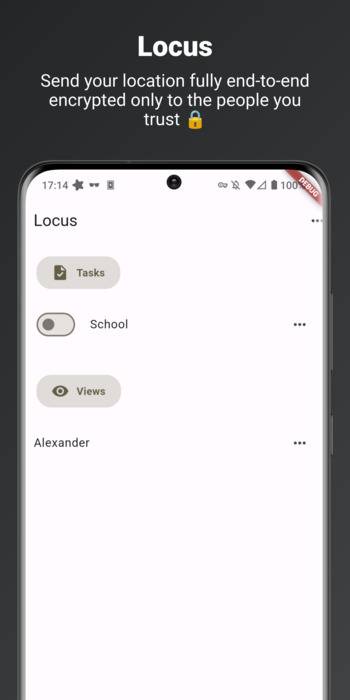 Locus
Send your location fully end-to-end
encrypted only to the people you
trust 🔒
17:14
100
DEBUG
Locus
Tasks
School
Views
Alexander